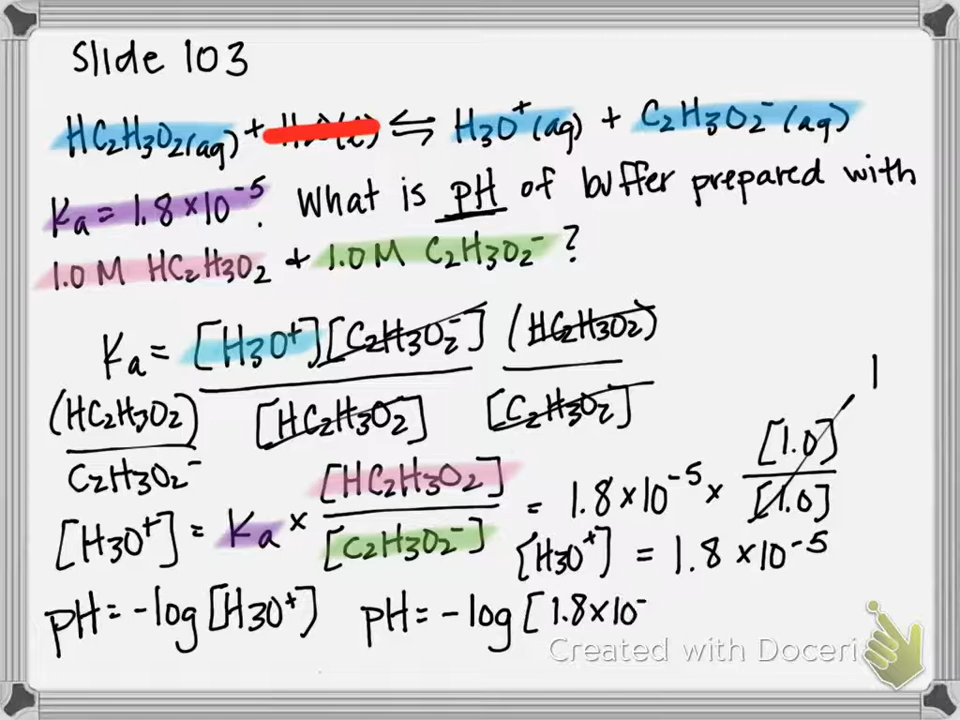 Slide 103
HC₂H₃O₂(aq) + H₂O(l) ⇌ H₃O⁺(aq) + C₂H₃O₂⁻(aq)
Ka = 1.8×10⁻⁵. What is pH of buffer prepared with
1.0 M HC₂H₃O₂ + 1.0 M C₂H₃O₂⁻ ?
Ka = [H₃O⁺][C₂H₃O₂⁻] / [HC₂H₃O₂] (HC₂H₃O₂) / [C₂H₃O₂]
(HC₂H₃O₂) / C₂H₃O₂⁻
[H₃O⁺] = Ka × [HC₂H₃O₂] / [C₂H₃O₂⁻] = 1.8×10⁻⁵ × [1.0] / [1.0] 1
[H₃O⁺] = 1.8×10⁻⁵
pH = -log[H₃O⁺] pH = -log[1.8×10⁻
Created with Doceri